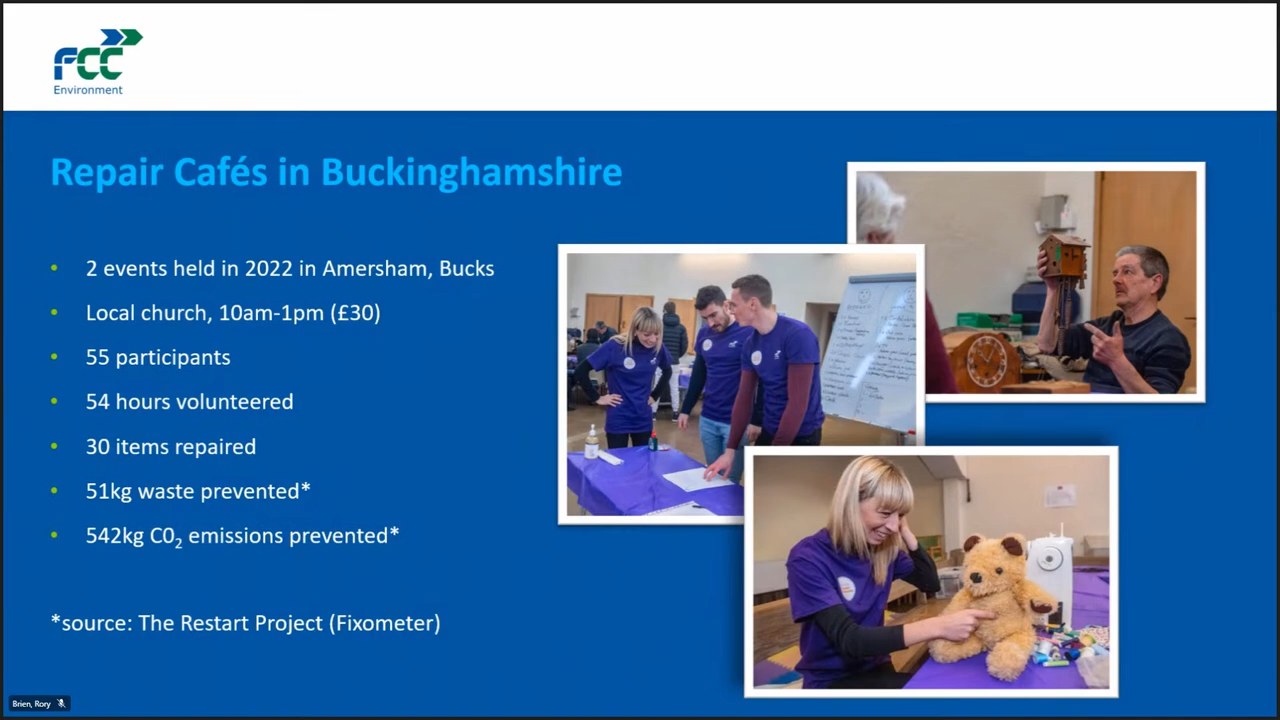 FCC
Environment
Repair Cafés in Buckinghamshire
• 2 events held in 2022 in Amersham, Bucks
• Local church, 10am-1pm (£30)
• 55 participants
• 54 hours volunteered
• 30 items repaired
• 51kg waste prevented*
• 542kg C0₂ emissions prevented*
*source: The Restart Project (Fixometer)
Brien, Rory